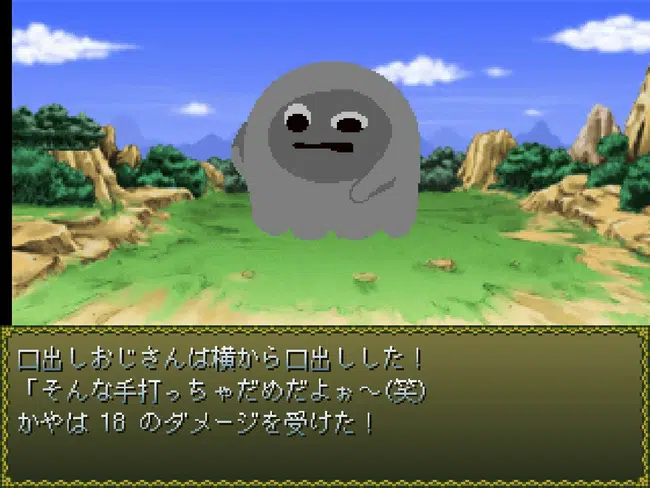 口出しおじさんは横から口出しした！
「そんな手打っちゃだめだよぉ～(笑)
かやは 18 のダメージを受けた！